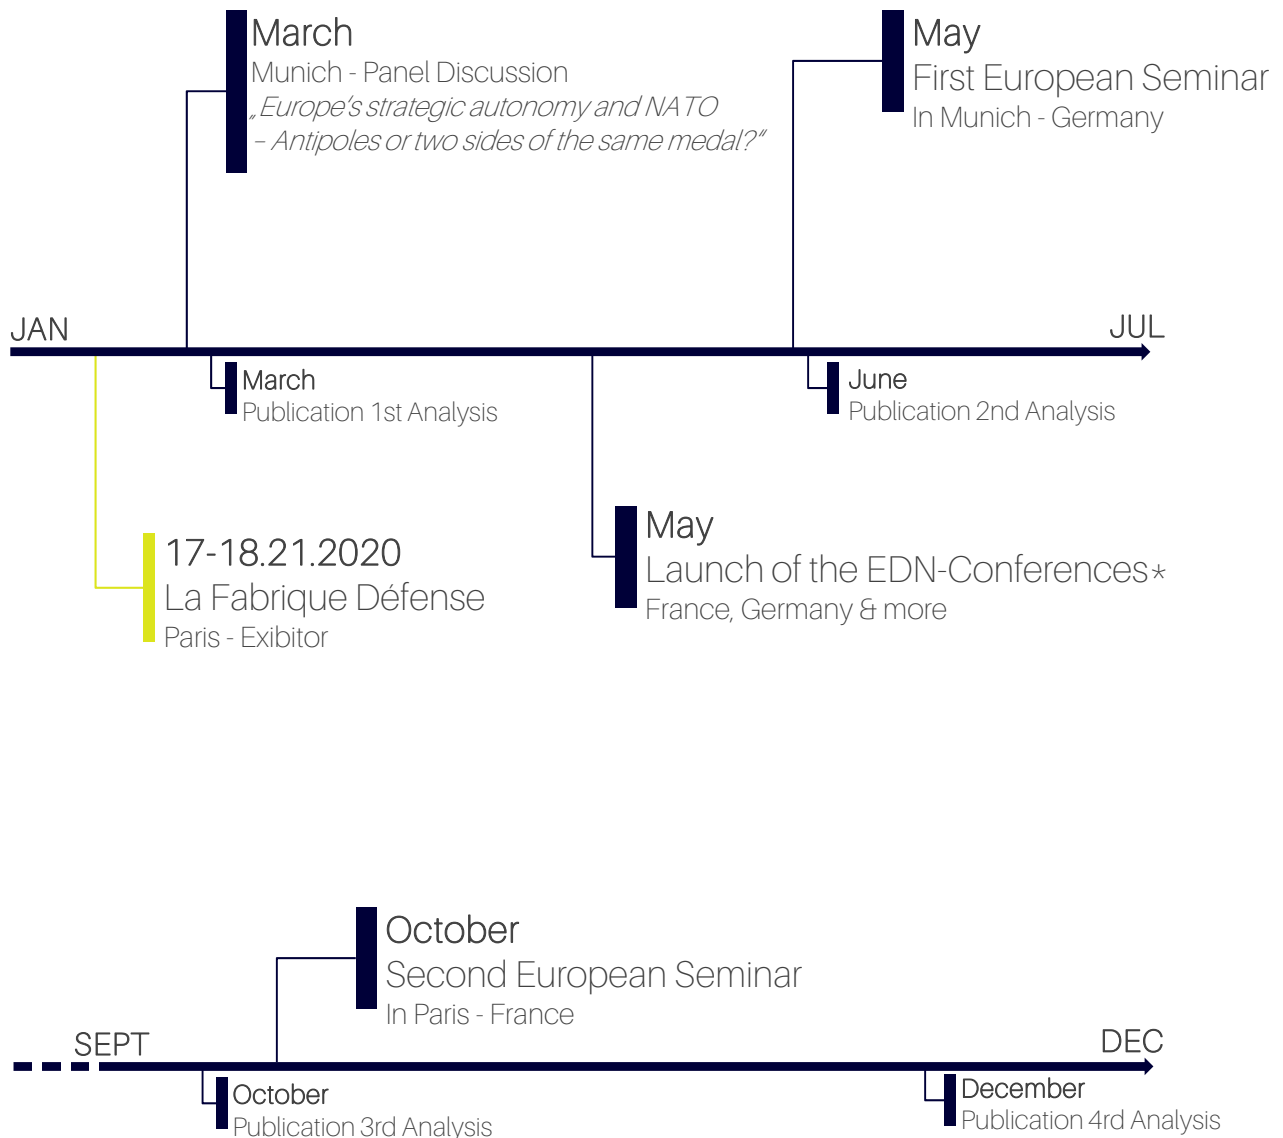 March
Munich - Panel Discussion
„Europe's strategic autonomy and NATO
– Antipoles or two sides of the same medal?“
May
First European Seminar
In Munich - Germany
JAN
JUL
March
Publication 1st Analysis
June
Publication 2nd Analysis
17-18.21.2020
La Fabrique Défense
Paris - Exibitor
May
Launch of the EDN-Conferences*
France, Germany & more
October
Second European Seminar
In Paris - France
SEPT
DEC
October
Publication 3rd Analysis
December
Publication 4rd Analysis